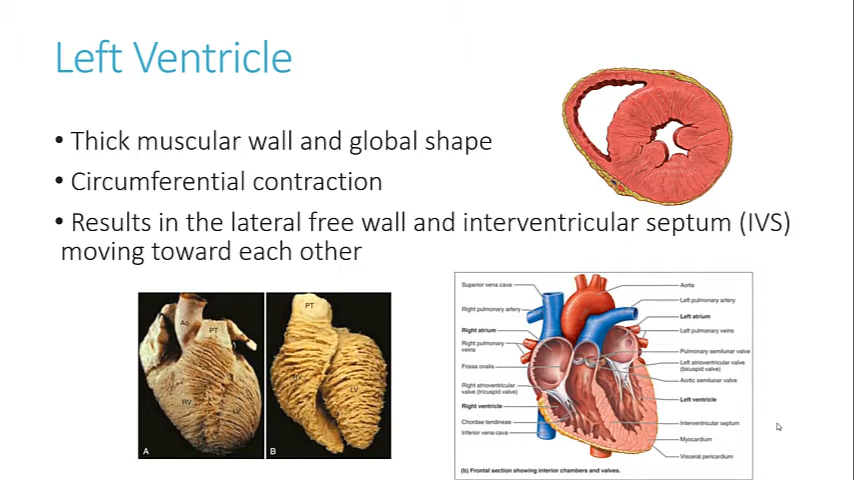 Left Ventricle
• Thick muscular wall and global shape
• Circumferential contraction
• Results in the lateral free wall and interventricular septum (IVS)
moving toward each other
Ao
PT
RV
LV
A
PT
RV
LV
B
Superior vena cava
Right pulmonary artery
Right atrium
Right pulmonary
veins
Fossa ovalis
Right atrioventricular
valve (tricuspid valve)
Right ventricle
Chordae tendineae
Inferior vena cava
Aorta
Left pulmonary artery
Left atrium
Left pulmonary veins
Pulmonary semilunar valve
Left atrioventricular valve
(bicuspid valve)
Aortic semilunar valve
Left ventricle
Interventricular septum
Myocardium
Visceral pericardium
(b) Frontal section showing interior chambers and valves.